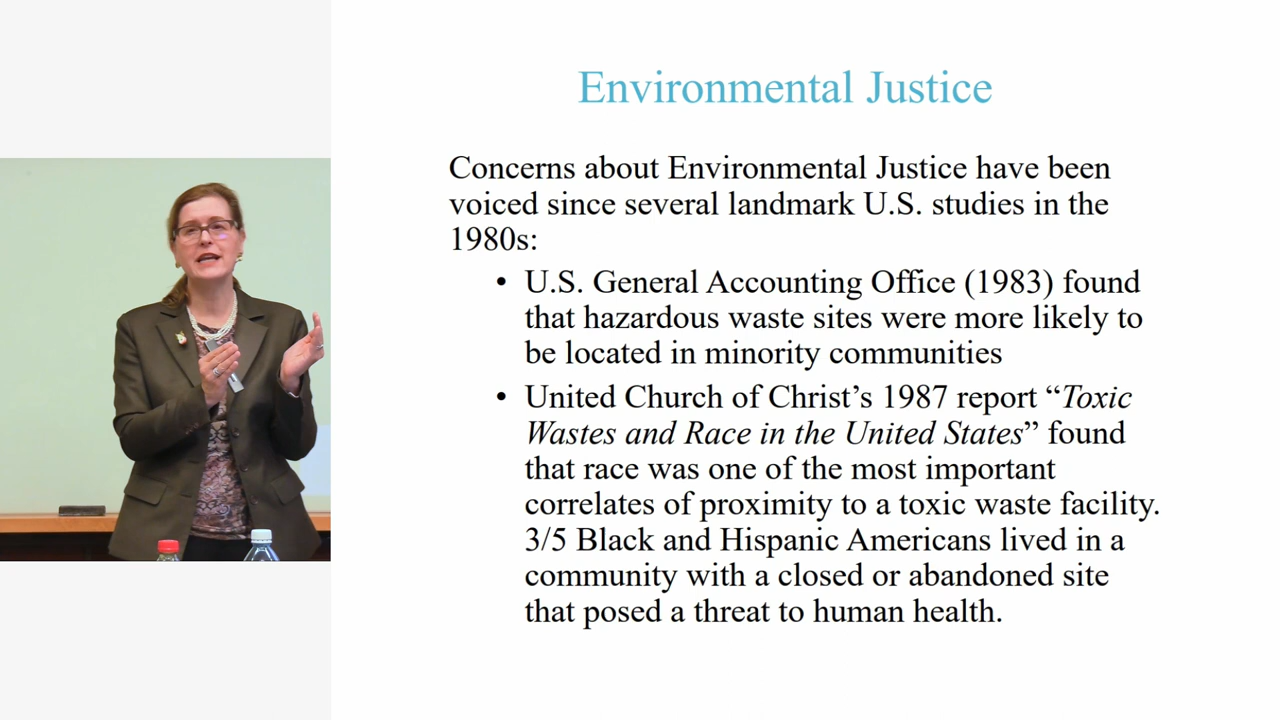 Environmental Justice
Concerns about Environmental Justice have been
voiced since several landmark U.S. studies in the
1980s:
• U.S. General Accounting Office (1983) found
that hazardous waste sites were more likely to
be located in minority communities
• United Church of Christ’s 1987 report “Toxic
Wastes and Race in the United States” found
that race was one of the most important
correlates of proximity to a toxic waste facility.
3/5 Black and Hispanic Americans lived in a
community with a closed or abandoned site
that posed a threat to human health.